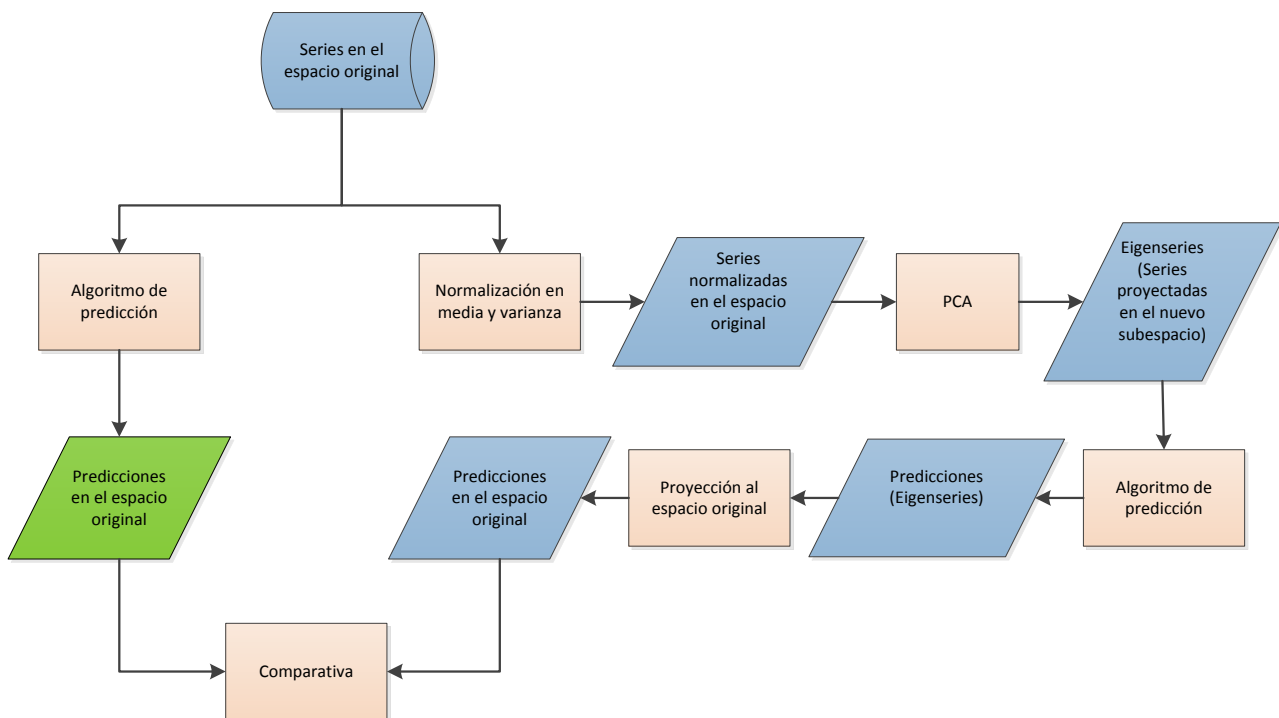 Series en el
espacio original
Algoritmo de
predicción
Normalización en
media y varianza
Series
normalizadas
en el espacio
original
PCA
Eigenseries
(Series
proyectadas
en el nuevo
subespacio)
Predicciones
en el espacio
original
Predicciones
en el espacio
original
Proyección al
espacio original
Predicciones
(Eigenseries)
Algoritmo de
predicción
Comparativa